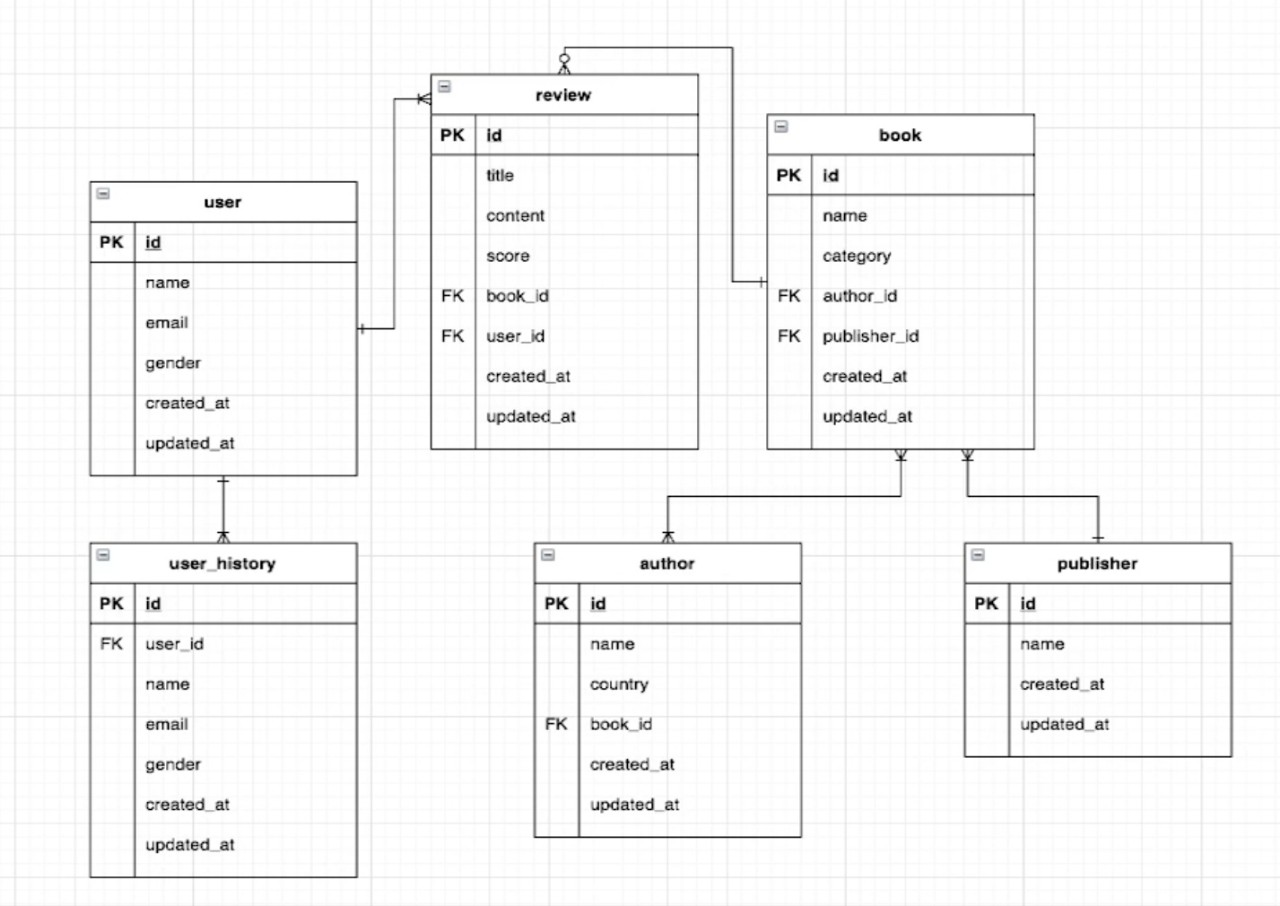 review
PK id
title
content
score
FK book_id
FK user_id
created_at
updated_at
book
PK id
name
category
FK author_id
FK publisher_id
created_at
updated_at
user
PK id
name
email
gender
created_at
updated_at
user_history
PK id
FK user_id
name
email
gender
created_at
updated_at
author
PK id
name
country
FK book_id
created_at
updated_at
publisher
PK id
name
created_at
updated_at